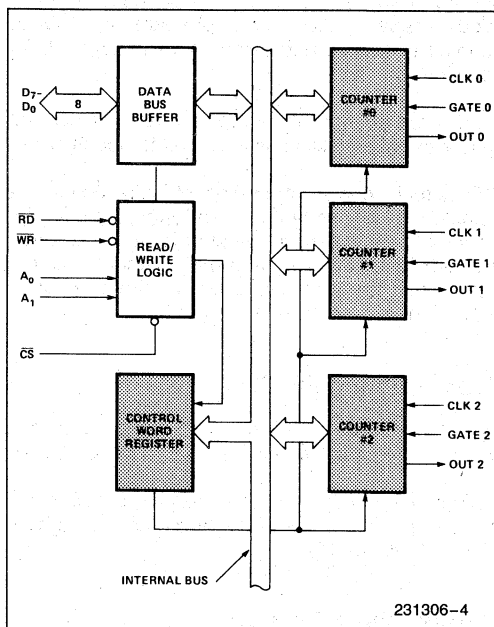 D7-
D0
8
DATA
BUS
BUFFER
COUNTER
#0
CLK 0
GATE 0
OUT 0
RD
WR
A0
A1
CS
READ/
WRITE
LOGIC
COUNTER
#1
CLK 1
GATE 1
OUT 1
CONTROL
WORD
REGISTER
COUNTER
#2
CLK 2
GATE 2
OUT 2
INTERNAL BUS
231306-4